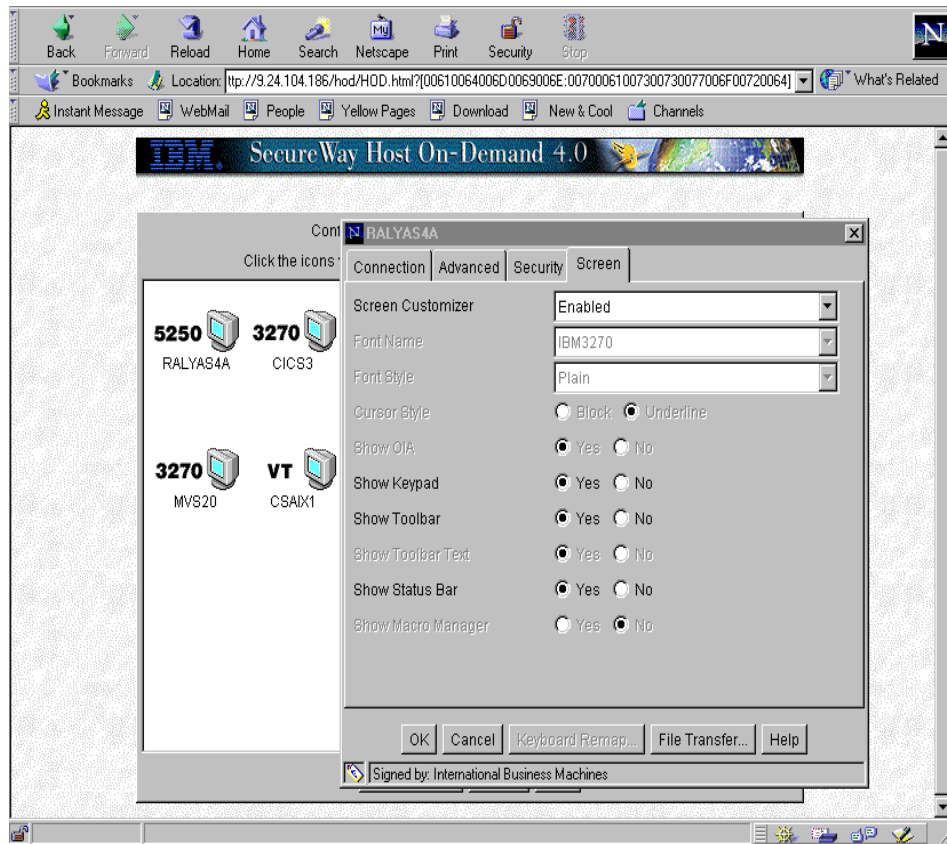 My
N
Back Forward Reload Home Search Netscape Print Security Stop
Bookmarks Location: ttp://9.24.104.186/hod/HOD.html?[00610064006D0069006E:00700061007300730077006F00720064] What's Related
Instant Message WebMail People Yellow Pages Download New & Cool Channels
IBM. SecureWay Host On-Demand 4.0
Conf
Click the icons
5250 3270
RALYAS4A CICS3
3270 VT
MVS20 CSAIX1
N RALYAS4A
Connection Advanced Security Screen
Screen Customizer Enabled
Font Name IBM3270
Font Style Plain
Cursor Style Block Underline
Show OIA Yes No
Show Keypad Yes No
Show Toolbar Yes No
Show Toolbar Text Yes No
Show Status Bar Yes No
Show Macro Manager Yes No
OK Cancel Keyboard Remap... File Transfer... Help
Signed by: International Business Machines